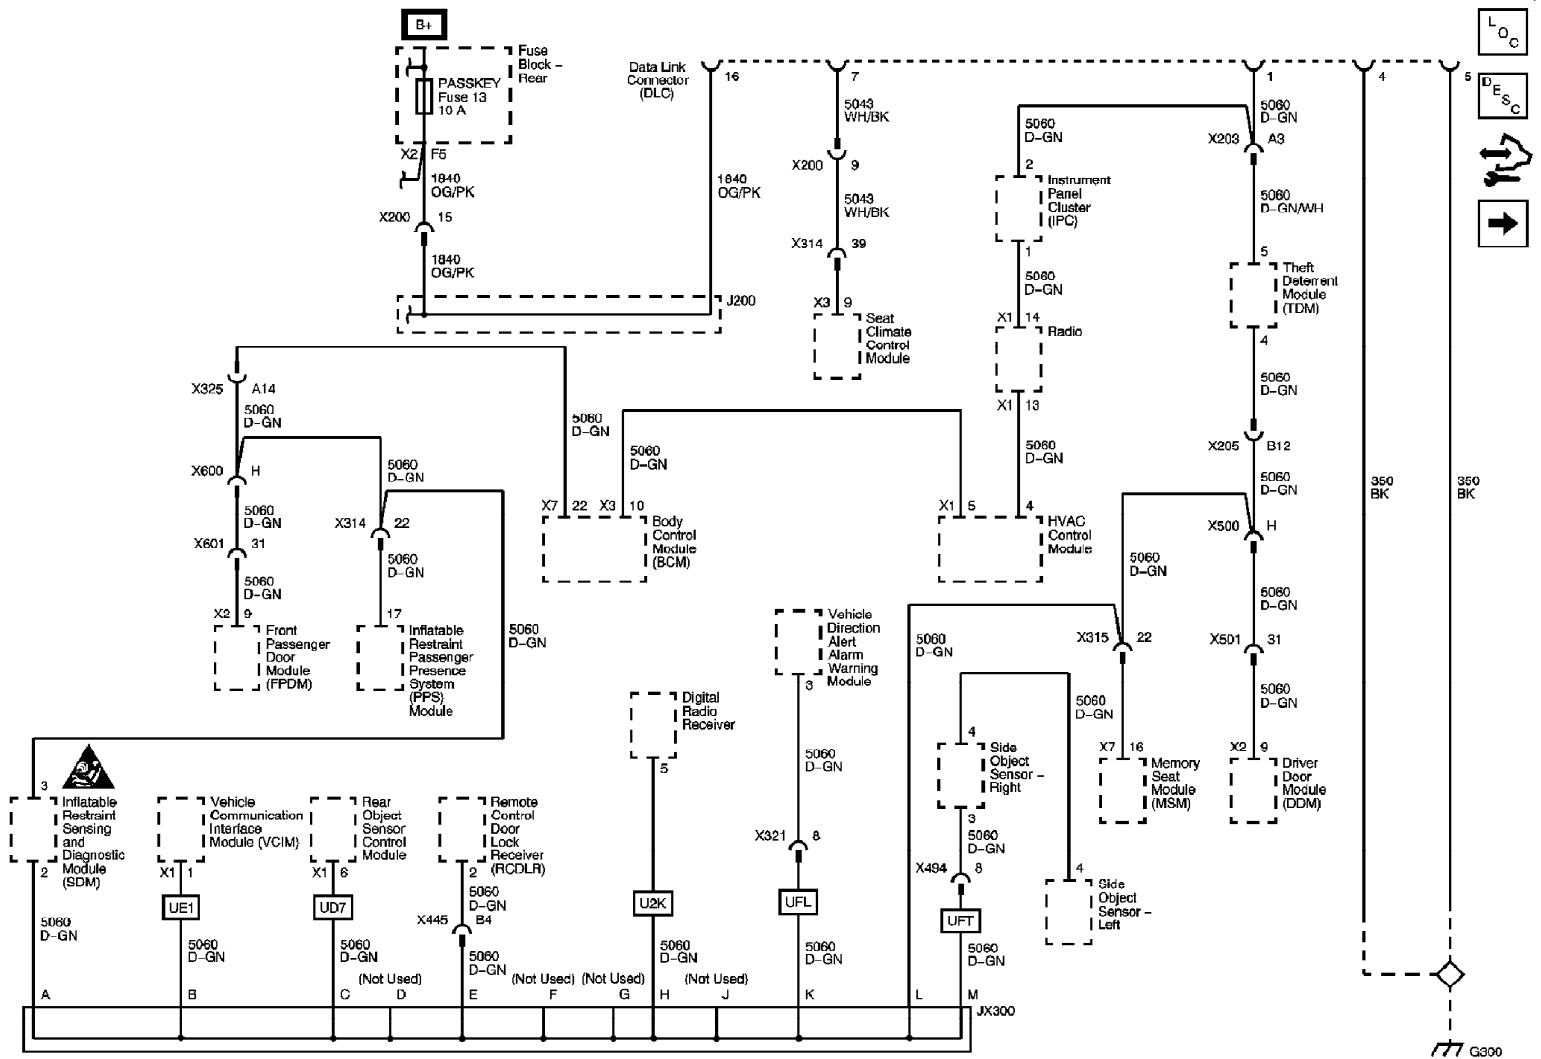 B+
Fuse
Block –
Rear
PASSKEY
Fuse 13
10 A
X2 F5
1840
OG/PK
X200 15
1840
OG/PK
J200
1840
OG/PK
Data Link
Connector
(DLC)
16
7
1
4
5
L
O
C
D
E
S
C
5043
WH/BK
X200 9
5043
WH/BK
X314 39
X3 9
Seat
Climate
Control
Module
5060
D-GN
X203 A3
5060
D-GN
2
Instrument
Panel
Cluster
(IPC)
1
5060
D-GN
X1 14
Radio
X1 13
5060
D-GN
5060
D-GN/WH
5
Theft
Deterrent
Module
(TDM)
4
5060
D-GN
X205 B12
5060
D-GN
X500 H
5060
D-GN
5060
D-GN
X501 31
5060
D-GN
X2 9
Driver
Door
Module
(DDM)
X315 22
X7 16
Memory
Seat
Module
(MSM)
350
BK
350
BK
G300
X325 A14
5060
D-GN
X600 H
5060
D-GN
X601 31
5060
D-GN
X2 9
Front
Passenger
Door
Module
(FPDM)
5060
D-GN
X314 22
5060
D-GN
17
Inflatable
Restraint
Passenger
Presence
System
(PPS)
Module
5060
D-GN
5060
D-GN
5060
D-GN
X7 22 X3 10
Body
Control
Module
(BCM)
X1 5 4
HVAC
Control
Module
Vehicle
Direction
Alert
Alarm
Warning
Module
3
5060
D-GN
X321 8
UFL
5060
D-GN
Digital
Radio
Receiver
5
U2K
5060
D-GN
5060
D-GN
5060
D-GN
4
Side
Object
Sensor –
Right
3
5060
D-GN
X494 8
UFT
5060
D-GN
4
Side
Object
Sensor –
Left
3
Inflatable
Restraint
Sensing
and
Diagnostic
Module
(SDM)
2
5060
D-GN
Vehicle
Communication
Interface
Module (VCIM)
X1 1
UE1
5060
D-GN
Rear
Object
Sensor
Control
Module
X1 6
UD7
5060
D-GN
Remote
Control
Door
Lock
Receiver
(RCDLR)
2
5060
D-GN
X445 B4
5060
D-GN
(Not Used) (Not Used) (Not Used) (Not Used)
A B C D E F G H J K L M
JX300